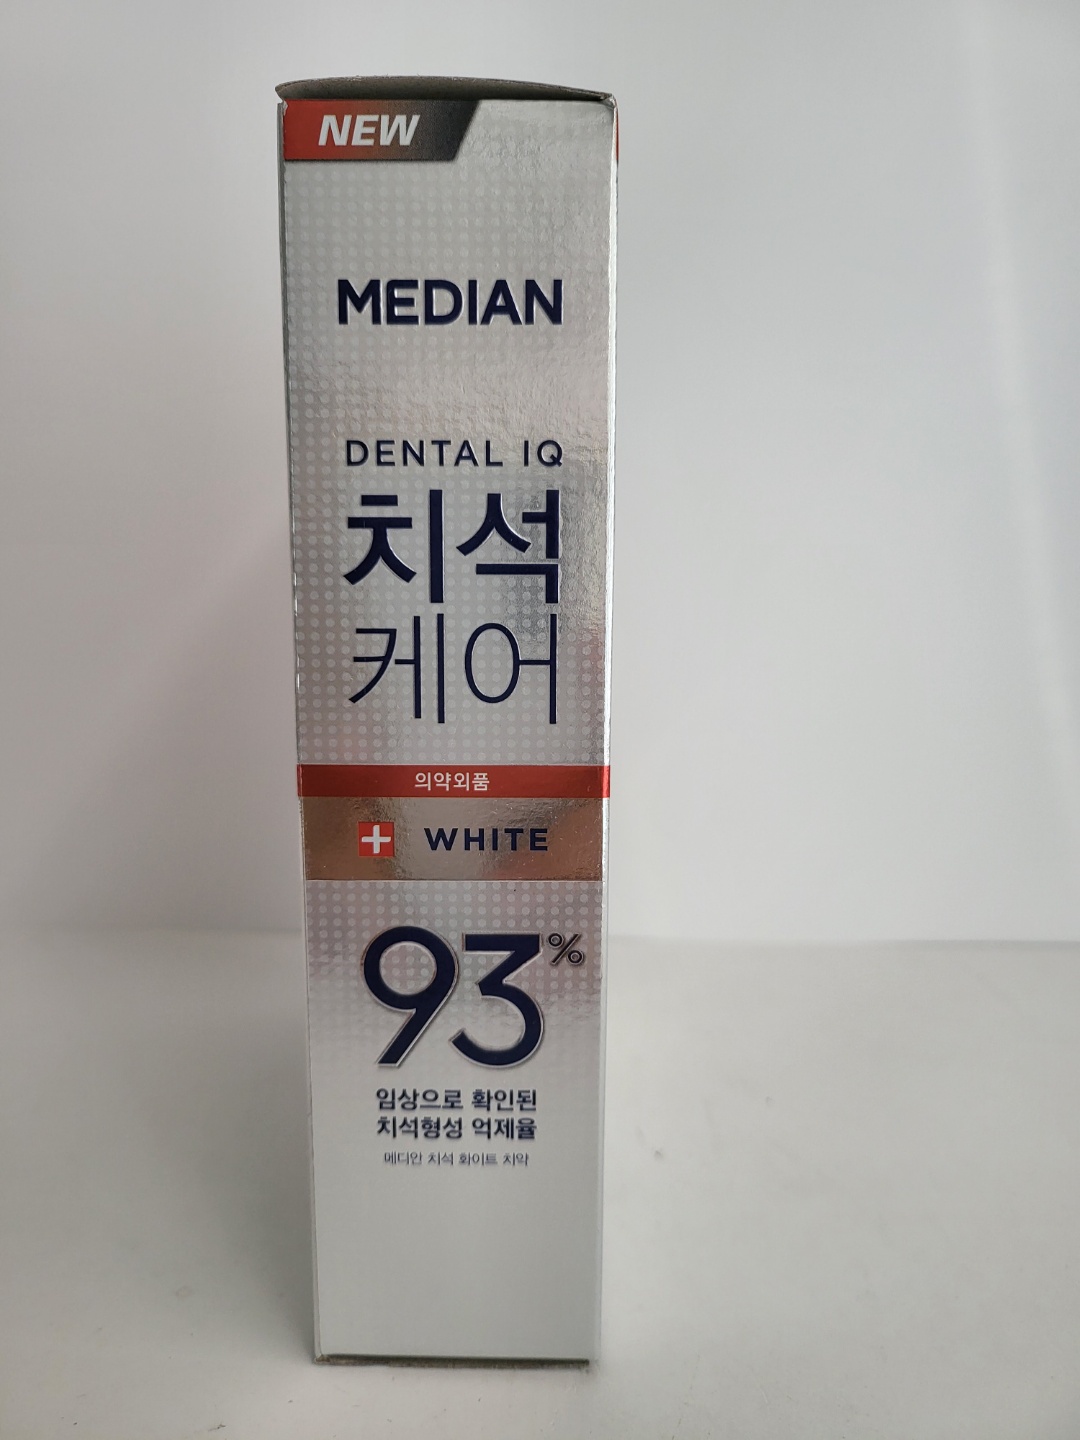 NEW
MEDIAN
DENTAL IQ
치석
케어
의약외품
WHITE
93%
임상으로 확인된
치석형성 억제율
메디안 치석 화이트 치약